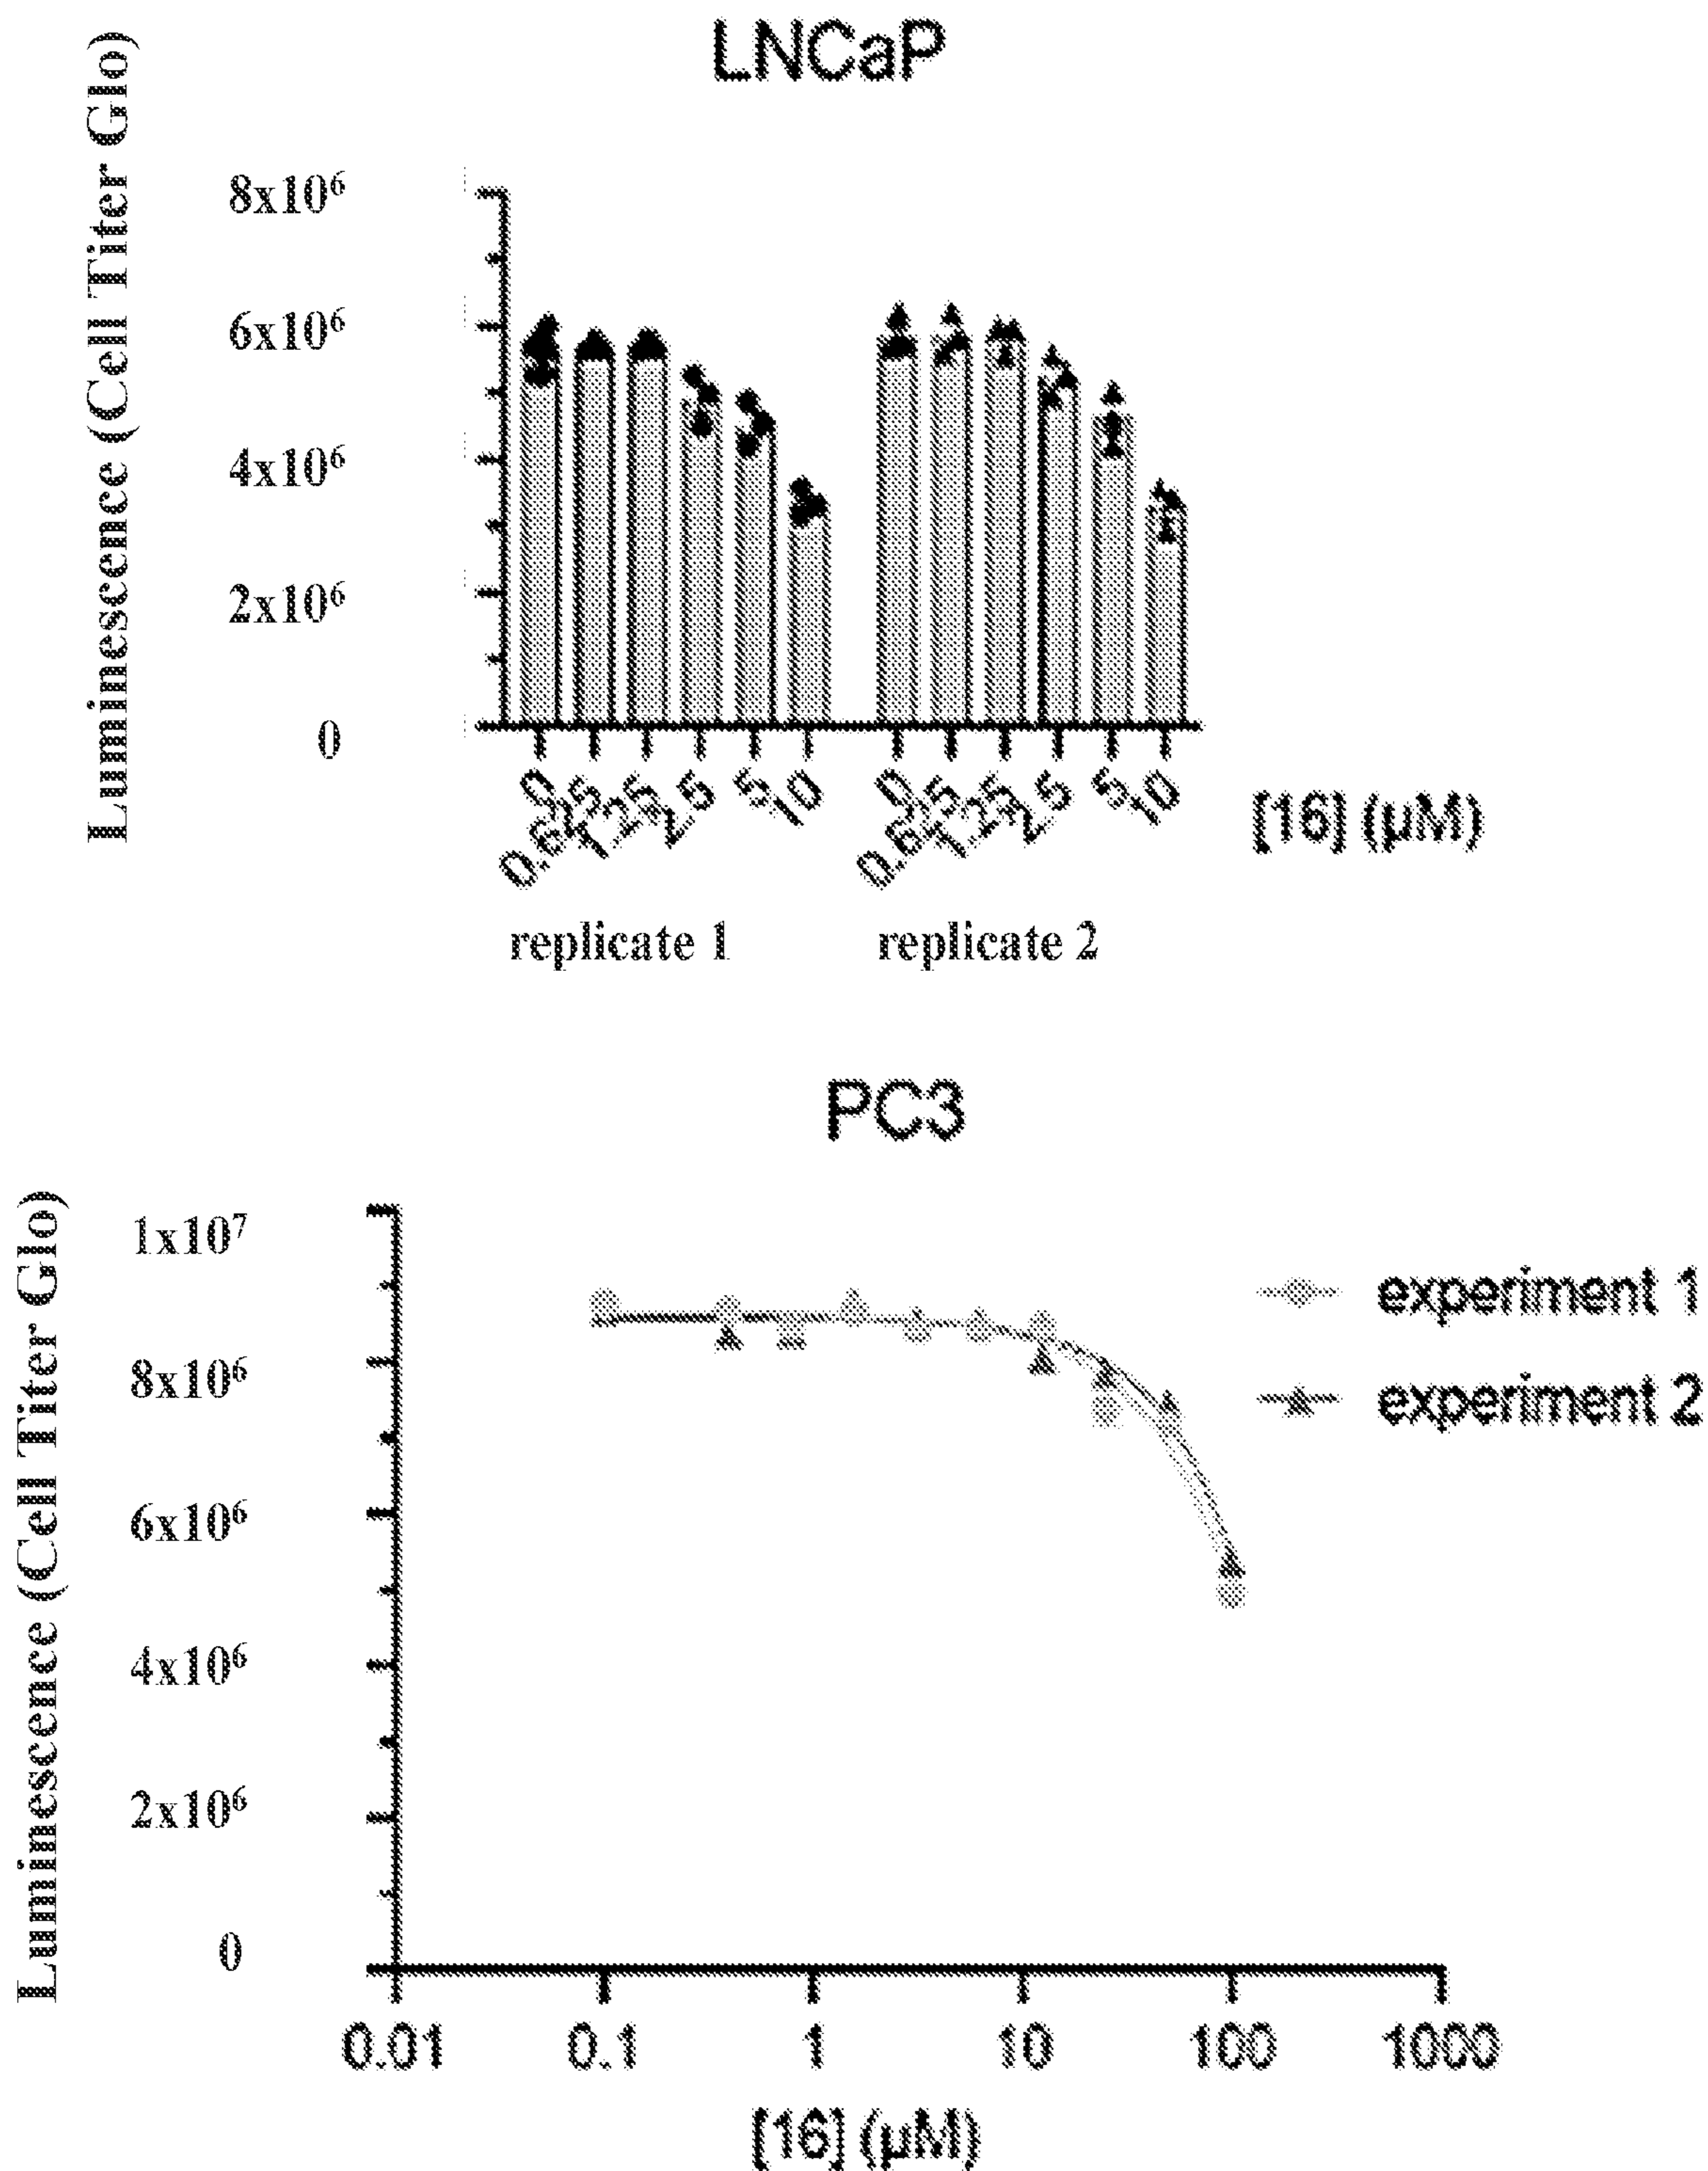 LNCaP
Luminescence (Cell Titer Glo)
8x10⁶
6x10⁶
4x10⁶
2x10⁶
0
0 0.625 1.25 2.5 5 10 0 0.625 1.25 2.5 5 10
[16] (µM)
replicate 1 replicate 2
PC3
Luminescence (Cell Titer Glo)
1x10⁷
8x10⁶
6x10⁶
4x10⁶
2x10⁶
0
experiment 1
experiment 2
0.01 0.1 1 10 100 1000
[16] (µM)